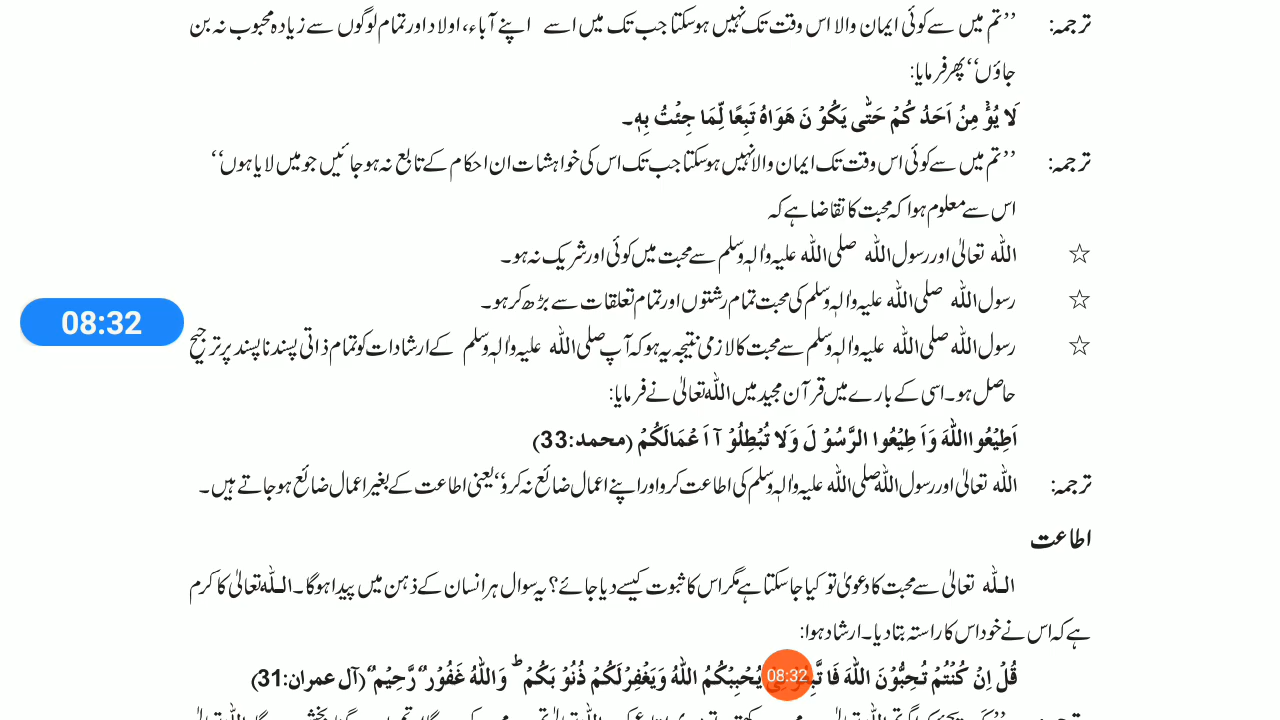 ترجمہ: ’’تم میں سے کوئی ایمان والا اس وقت تک نہیں ہوسکتا جب تک میں اسے اپنے آباء، اولاد اور تمام لوگوں سے زیادہ محبوب نہ بن
جاؤں‘‘ پھر فرمایا:
لَا يُؤْمِنُ اَحَدُ كُمْ حَتّٰى يَكُوْ نَ هَوَاهُ تَبِعًا لِّمَا جِئْتُ بِهٖ۔
ترجمہ: ’’تم میں سے کوئی اس وقت تک ایمان والا نہیں ہوسکتا جب تک اس کی خواہشات ان احکام کے تابع نہ ہوجائیں جو میں لایا ہوں‘‘
اس سے معلوم ہوا کہ محبت کا تقاضا ہے کہ
☆ اللہ تعالیٰ اور رسول اللہ صلی اللہ علیہ والہٖ وسلم سے محبت میں کوئی اور شریک نہ ہو۔
☆ رسول اللہ صلی اللہ علیہ والہٖ وسلم کی محبت تمام رشتوں اور تمام تعلقات سے بڑھ کر ہو۔
☆ رسول اللہ صلی اللہ علیہ والہٖ وسلم سے محبت کا لازمی نتیجہ یہ ہو کہ آپ صلی اللہ علیہ والہٖ وسلم کے ارشادات کو تمام ذاتی پسند ناپسند پر ترجیح
08:32
حاصل ہو۔ اسی کے بارے میں قرآن مجید میں اللہ تعالیٰ نے فرمایا:
اَطِيْعُوا اللهَ وَاَ طِيْعُوا الرَّسُوْ لَ وَلَا تُبْطِلُوْ آ اَ عْمَالَكُمْ (محمد:33)
ترجمہ: اللہ تعالیٰ اور رسول اللہ صلی اللہ علیہ والہٖ وسلم کی اطاعت کرو اور اپنے اعمال ضائع نہ کرو‘‘ یعنی اطاعت کے بغیر اعمال ضائع ہوجاتے ہیں۔
اطاعت
اللہ تعالیٰ سے محبت کا دعویٰ تو کیا جاسکتا ہے مگر اس کا ثبوت کیسے دیا جائے؟ یہ سوال ہر انسان کے ذہن میں پیدا ہوگا۔ اللہ تعالیٰ کا کرم
ہے کہ اس نے خود اس کا راستہ بتا دیا۔ ارشاد ہوا:
قُلْ اِنْ كُنْتُمْ تُحِبُّوْنَ اللهَ فَا يُحْبِبْكُمُ اللهُ وَيَغْفِرْ لَكُمْ ذُنُوْ بَكُمْ ؕ وَاللهُ غَفُوْر ٌ رَّحِيْم ٌ (آل عمران:31)
08:32